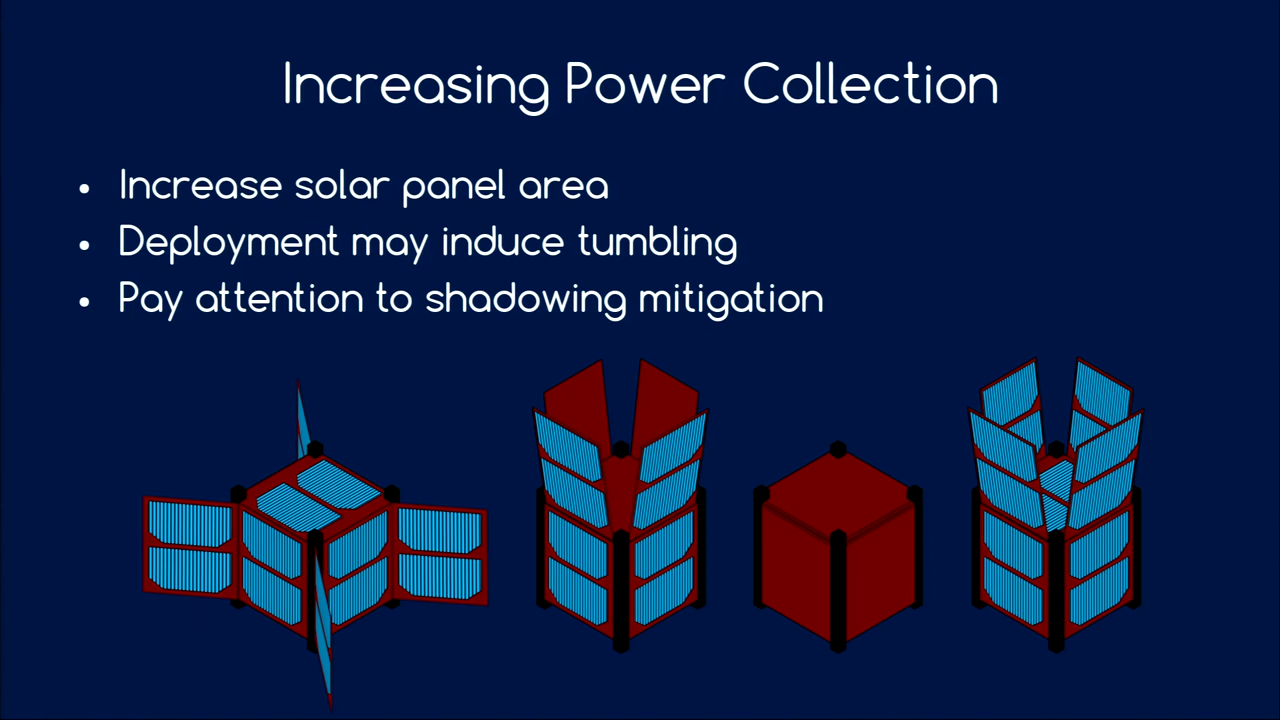 Increasing Power Collection
• Increase solar panel area
• Deployment may induce tumbling
• Pay attention to shadowing mitigation